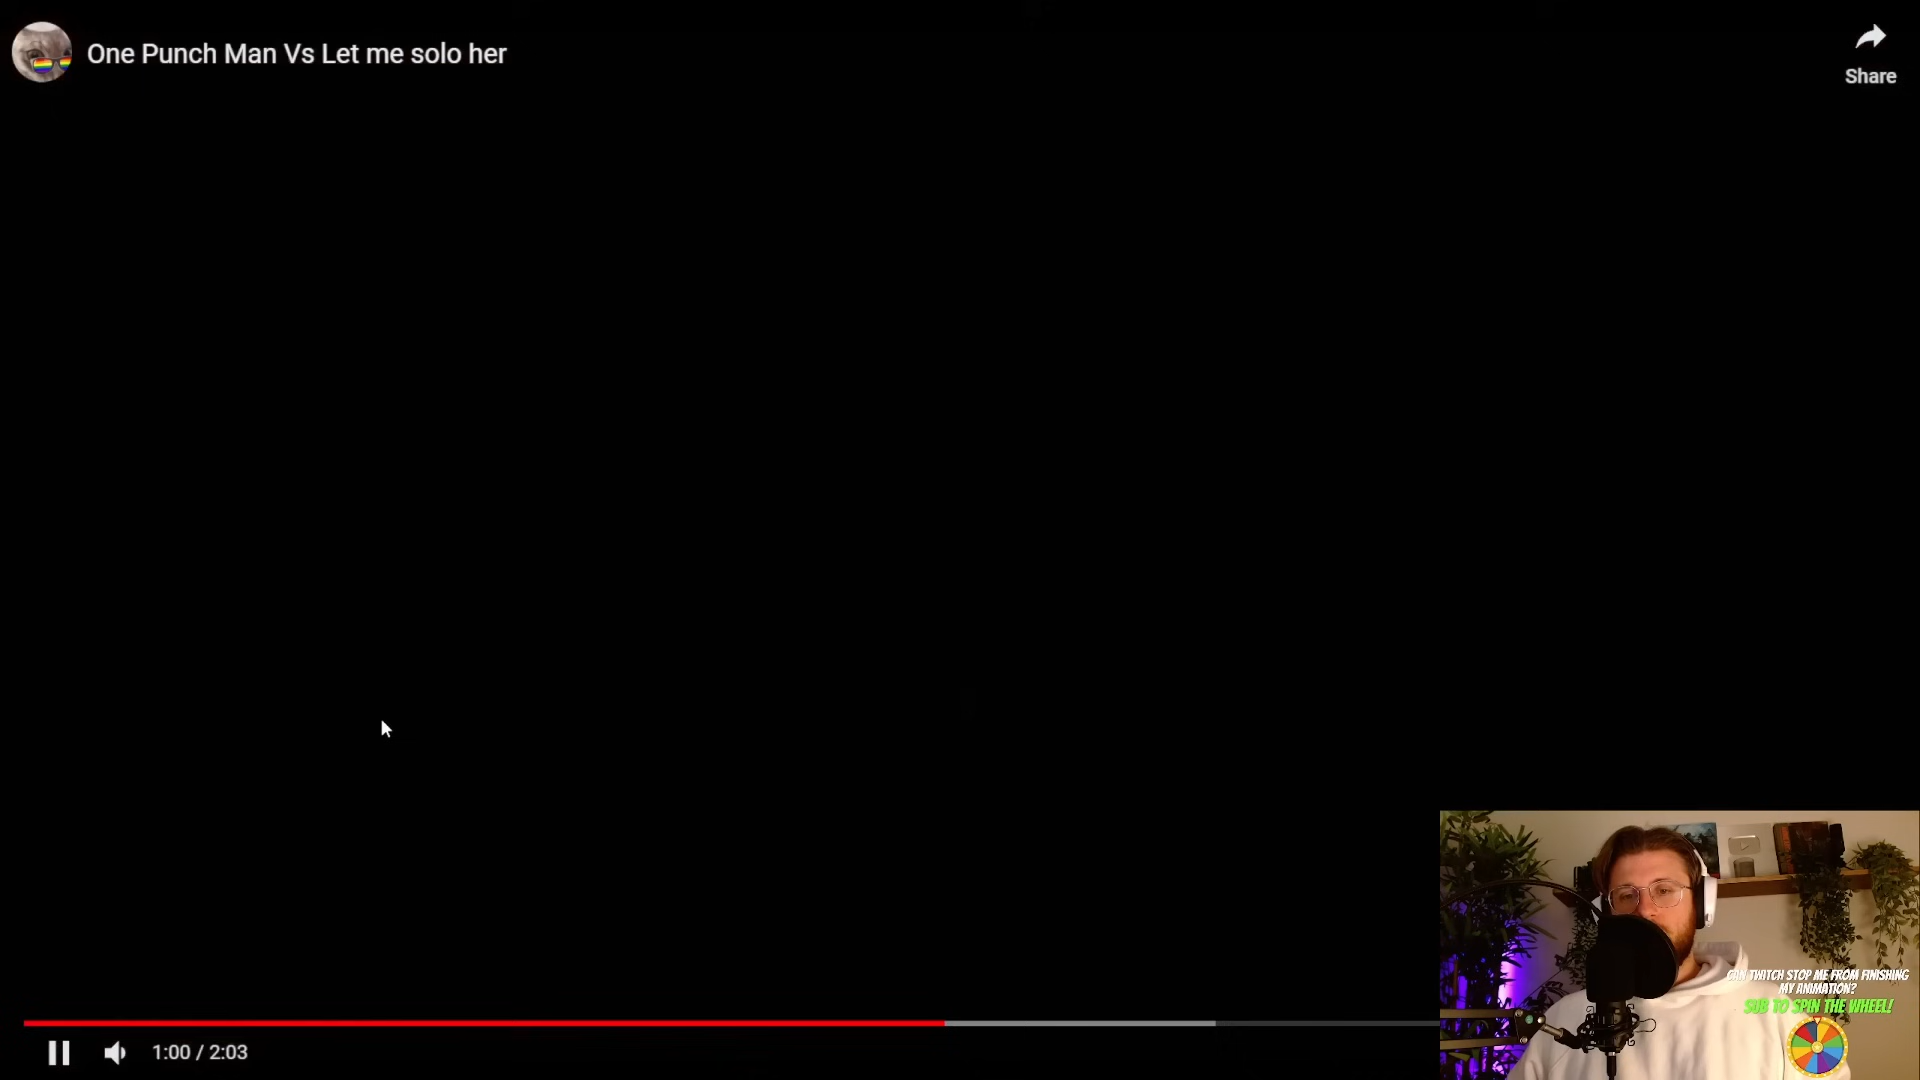 One Punch Man Vs Let me solo her
Share
CAN TWITCH STOP ME FROM FINISHING
MY ANIMATION?
SUB TO SPIN THE WHEEL!
1:00 / 2:03